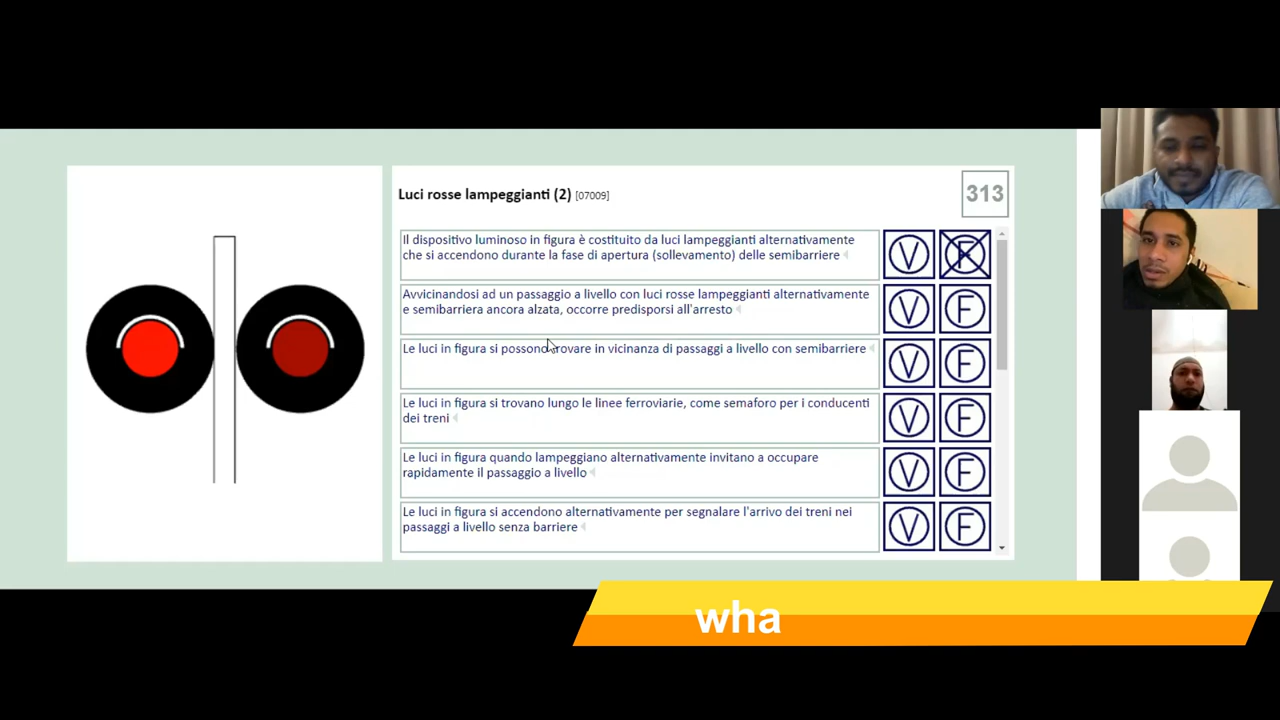 Luci rosse lampeggianti (2) [07009]
313
Il dispositivo luminoso in figura è costituito da luci lampeggianti alternativamente
che si accendono durante la fase di apertura (sollevamento) delle semibarriere
V F
Avvicinandosi ad un passaggio a livello con luci rosse lampeggianti alternativamente
e semibarriera ancora alzata, occorre predisporsi all'arresto
V F
Le luci in figura si possono trovare in vicinanza di passaggi a livello con semibarriere
V F
Le luci in figura si trovano lungo le linee ferroviarie, come semaforo per i conducenti
dei treni
V F
Le luci in figura quando lampeggiano alternativamente invitano a occupare
rapidamente il passaggio a livello
V F
Le luci in figura si accendono alternativamente per segnalare l'arrivo dei treni nei
passaggi a livello senza barriere
V F
wha